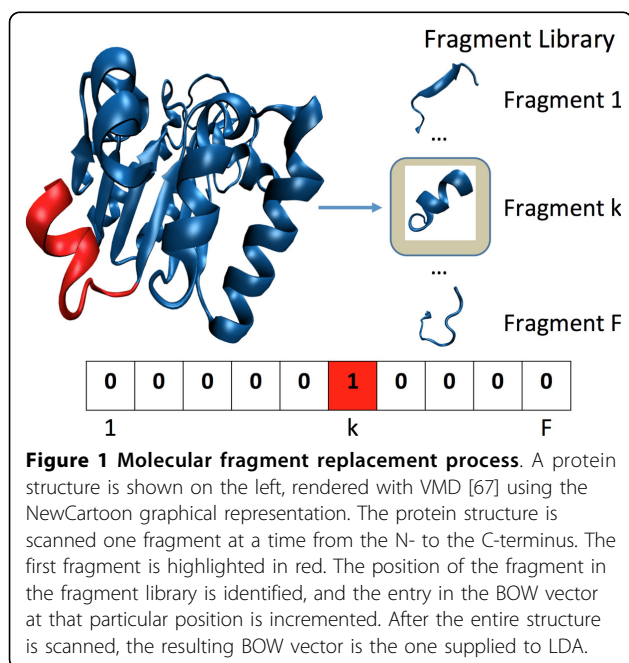 Fragment Library
Fragment 1
...
Fragment k
...
Fragment F
0 0 0 0 0 1 0 0 0 0
1 k F
Figure 1 Molecular fragment replacement process. A protein
structure is shown on the left, rendered with VMD [67] using the
NewCartoon graphical representation. The protein structure is
scanned one fragment at a time from the N- to the C-terminus. The
first fragment is highlighted in red. The position of the fragment in
the fragment library is identified, and the entry in the BOW vector
at that particular position is incremented. After the entire structure
is scanned, the resulting BOW vector is the one supplied to LDA.